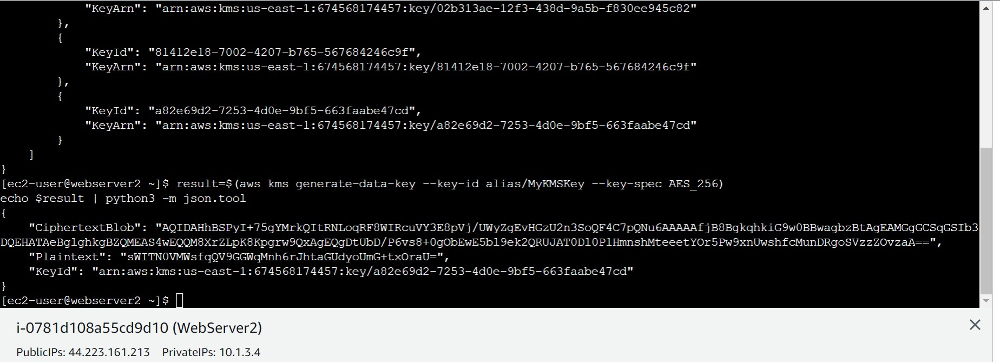 "KeyArn": "arn:aws:kms:us-east-1:674568174457:key/02b313ae-12f3-438d-9a5b-f830ee945c82"
},
{
"KeyId": "81412e18-7002-4207-b765-567684246c9f",
"KeyArn": "arn:aws:kms:us-east-1:674568174457:key/81412e18-7002-4207-b765-567684246c9f"
},
{
"KeyId": "a82e69d2-7253-4d0e-9bf5-663faabe47cd",
"KeyArn": "arn:aws:kms:us-east-1:674568174457:key/a82e69d2-7253-4d0e-9bf5-663faabe47cd"
}
]
}
[ec2-user@webserver2 ~]$ result=$(aws kms generate-data-key --key-id alias/MyKMSKey --key-spec AES_256)
echo $result | python3 -m json.tool
{
"CiphertextBlob": "AQIDAHhBSPyI+75gYMrkQItRNLoqRF8WIRcuVY3E8pVj/UWyZgEvHGzU2n3SoQF4C7pQNu6AAAAAfjB8BgkqhkiG9w0BBwagbzBtAgEAMGgGCSqGSIb3
DQEHATAeBglghkgBZQMEAS4wEQQM8XrZLpK8Kpgrw9QxAgEQgDtUbD/P6vs8+0gObEwE5bl9ek2QRUJAT0Dl0P1HmnshMteeetYOr5Pw9xnUwshfcMunDRgoSVzzZOvzaA==",
"Plaintext": "sWITN0VMWsfqQV9GGWqMnh6rJhtaGUdyoUmG+txOraU=",
"KeyId": "arn:aws:kms:us-east-1:674568174457:key/a82e69d2-7253-4d0e-9bf5-663faabe47cd"
}
[ec2-user@webserver2 ~]$
i-0781d108a55cd9d10 (WebServer2)
PublicIPs: 44.223.161.213 PrivateIPs: 10.1.3.4